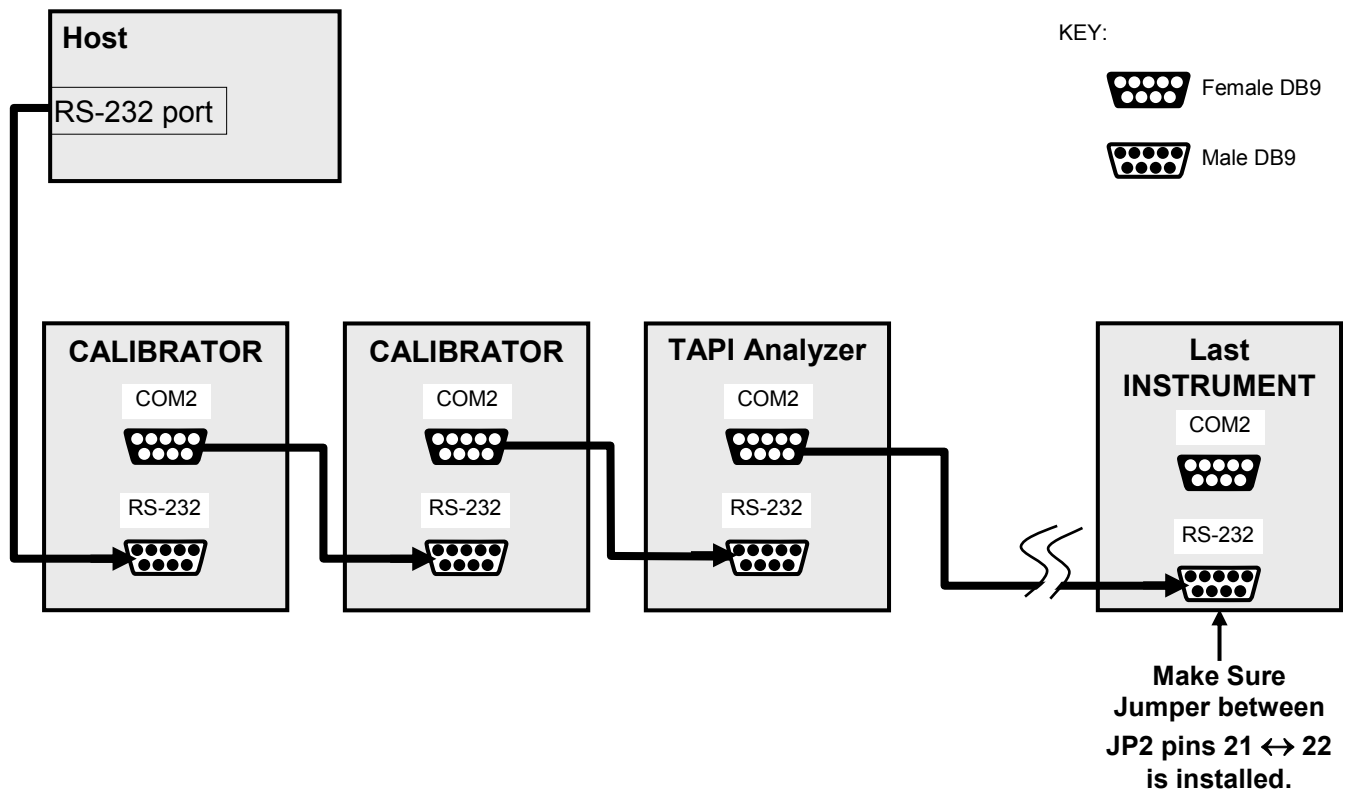 Host
RS-232 port
KEY:
Female DB9
Male DB9
CALIBRATOR
COM2
RS-232
CALIBRATOR
COM2
RS-232
TAPI Analyzer
COM2
RS-232
Last
INSTRUMENT
COM2
RS-232
Make Sure
Jumper between
JP2 pins 21 ↔ 22
is installed.